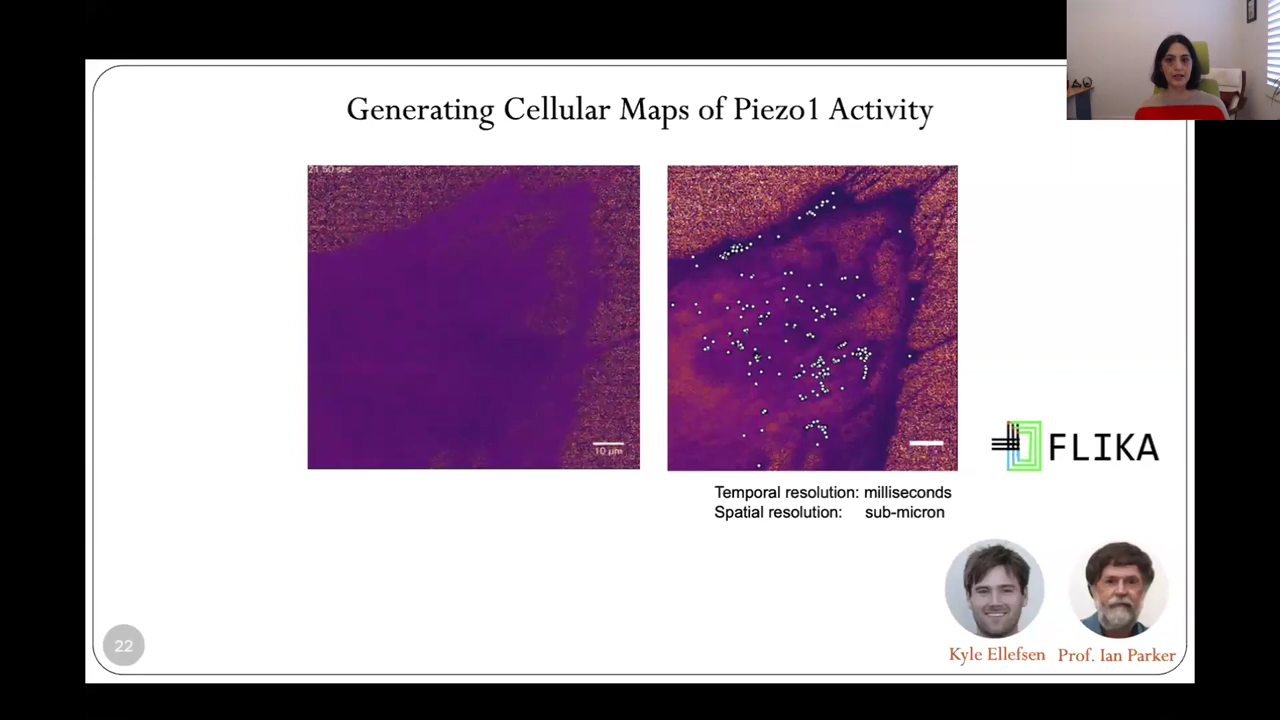 Generating Cellular Maps of Piezo1 Activity
21.50 sec
10 µm
FLIKA
Temporal resolution: milliseconds
Spatial resolution: sub-micron
Kyle Ellefsen
Prof. Ian Parker
22